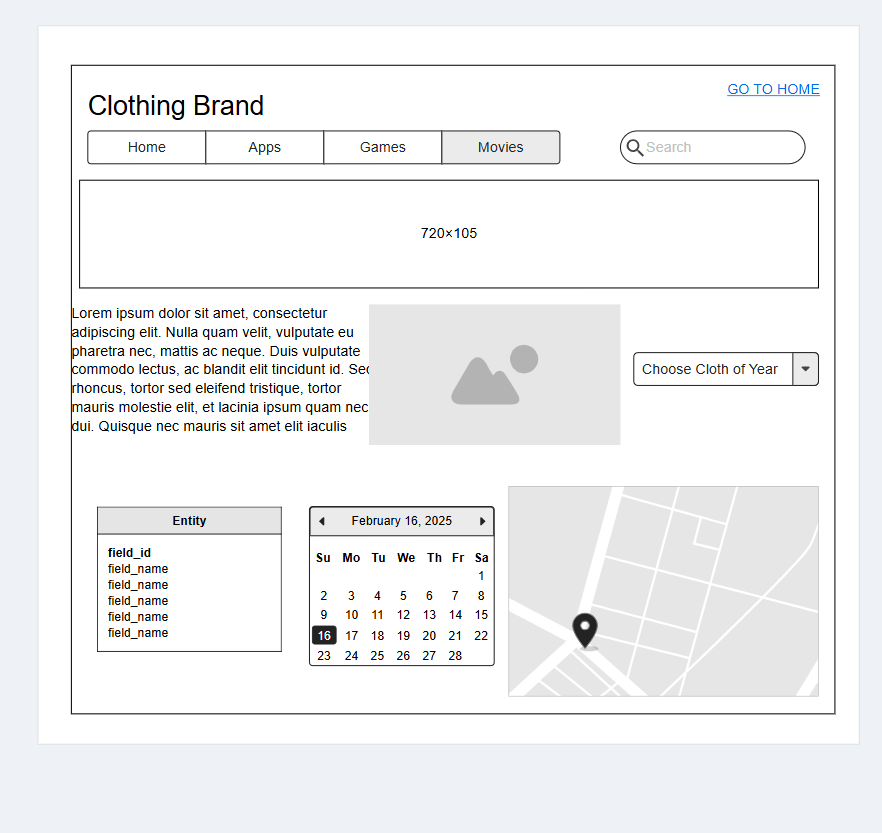 GO TO HOME
Clothing Brand
Home Apps Games Movies
Search
720×105
Lorem ipsum dolor sit amet, consectetur
adipiscing elit. Nulla quam velit, vulputate eu
pharetra nec, mattis ac neque. Duis vulputate
commodo lectus, ac blandit elit tincidunt id. Sed
rhoncus, tortor sed eleifend tristique, tortor
mauris molestie elit, et lacinia ipsum quam nec
dui. Quisque nec mauris sit amet elit iaculis
Choose Cloth of Year
Entity
field_id
field_name
field_name
field_name
field_name
field_name
February 16, 2025
Su Mo Tu We Th Fr Sa
1
2 3 4 5 6 7 8
9 10 11 12 13 14 15
16 17 18 19 20 21 22
23 24 25 26 27 28